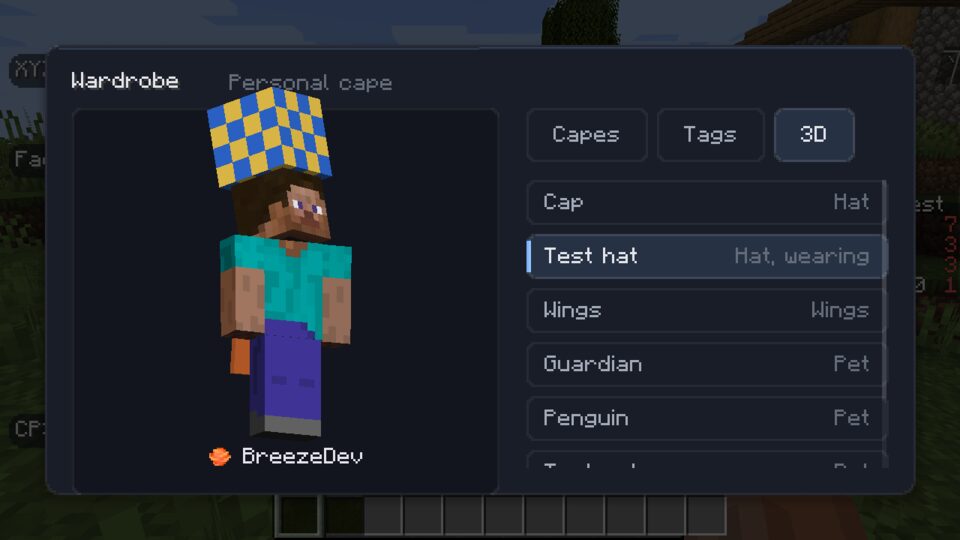 Wardrobe
Personal cape
Capes
Tags
3D
Cap
Hat
Test hat
Hat, wearing
Wings
Wings
Guardian
Pet
Penguin
Pet
BreezeDev